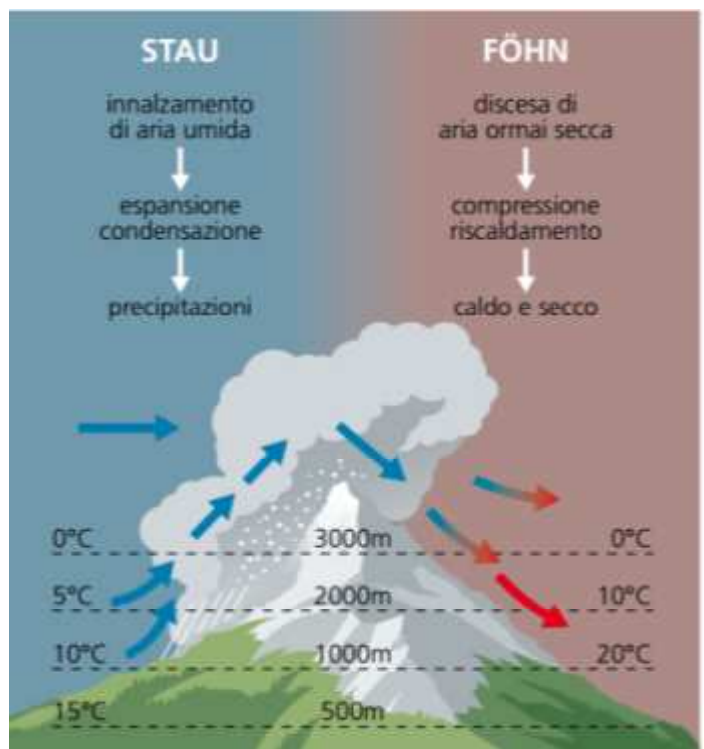 STAU
innalzamento
di aria umida
espansione
condensazione
precipitazioni
FÖHN
discesa di
aria ormai secca
compressione
riscaldamento
caldo e secco
0°C 3000m 0°C
5°C 2000m 10°C
10°C 1000m 20°C
15°C 500m